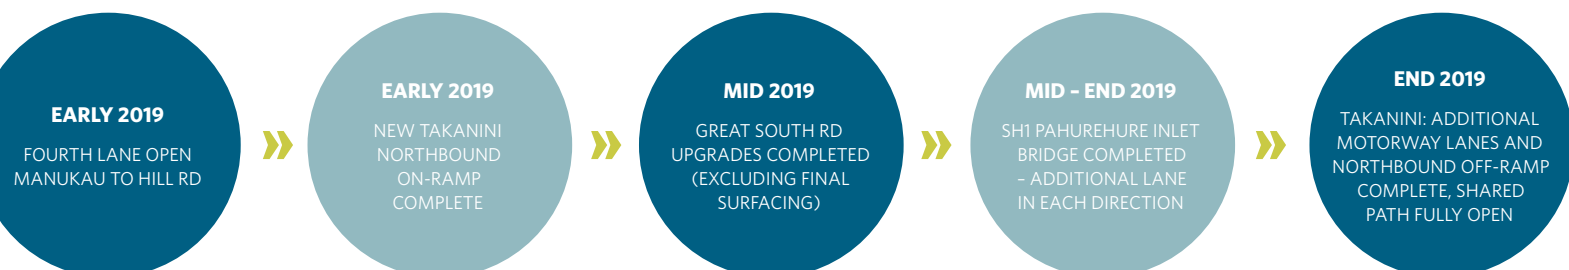 EARLY 2019
FOURTH LANE OPEN
MANUKAU TO HILL RD
EARLY 2019
NEW TAKANINI
NORTHBOUND
ON-RAMP
COMPLETE
MID 2019
GREAT SOUTH RD
UPGRADES COMPLETED
(EXCLUDING FINAL
SURFACING)
MID – END 2019
SH1 PAHUREHURE INLET
BRIDGE COMPLETED
– ADDITIONAL LANE
IN EACH DIRECTION
END 2019
TAKANINI: ADDITIONAL
MOTORWAY LANES AND
NORTHBOUND OFF-RAMP
COMPLETE, SHARED
PATH FULLY OPEN